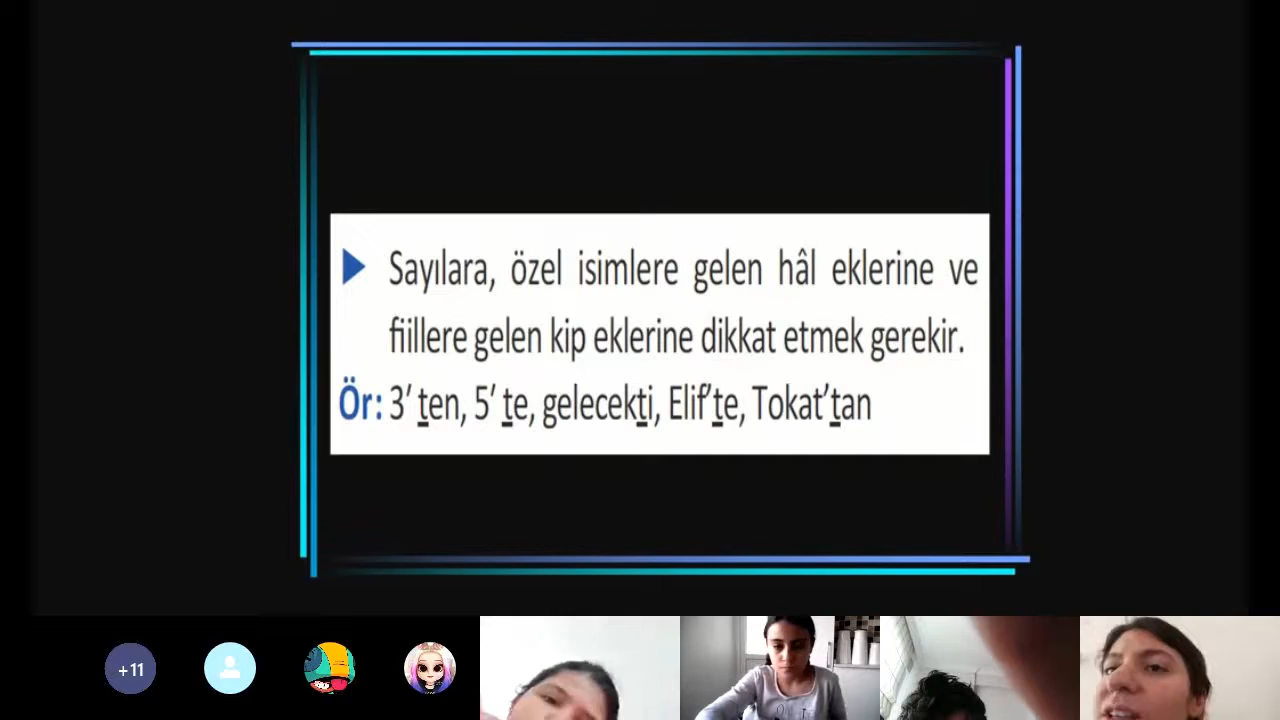 Sayılara, özel isimlere gelen hâl eklerine ve
fiillere gelen kip eklerine dikkat etmek gerekir.
Ör: 3' ten, 5' te, gelecekti, Elif'te, Tokat'tan
+11